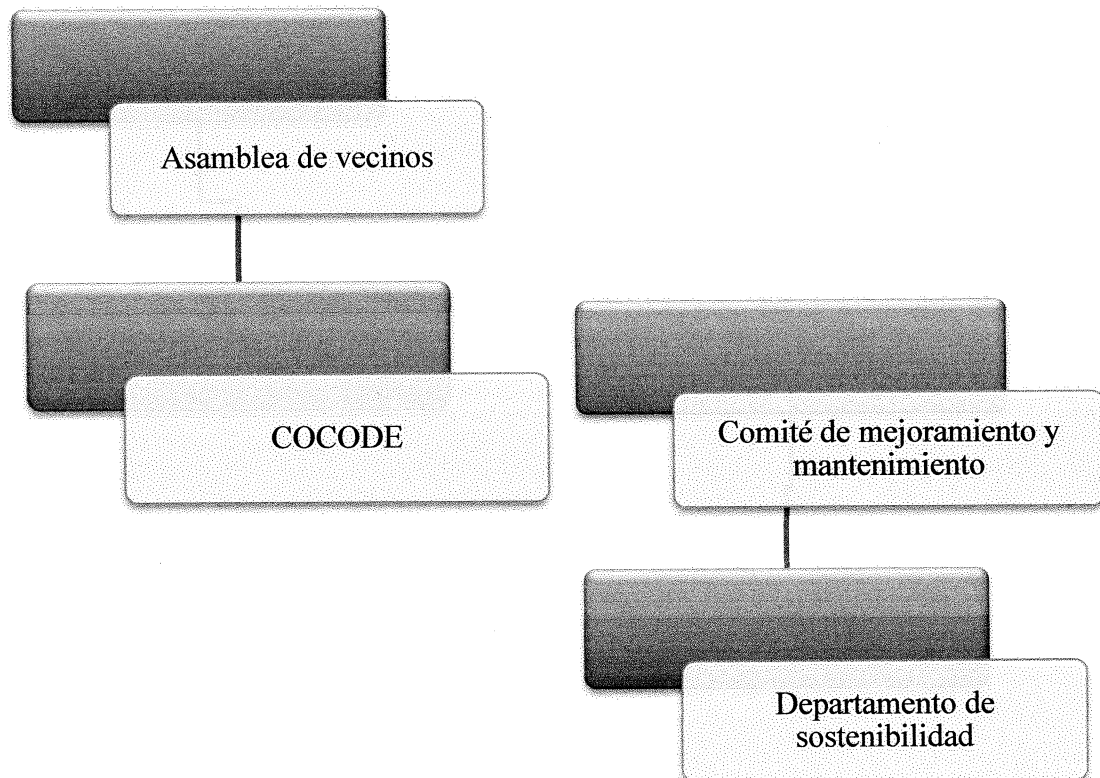 Asamblea de vecinos
COCODE
Comité de mejoramiento y
mantenimiento
Departamento de
sostenibilidad